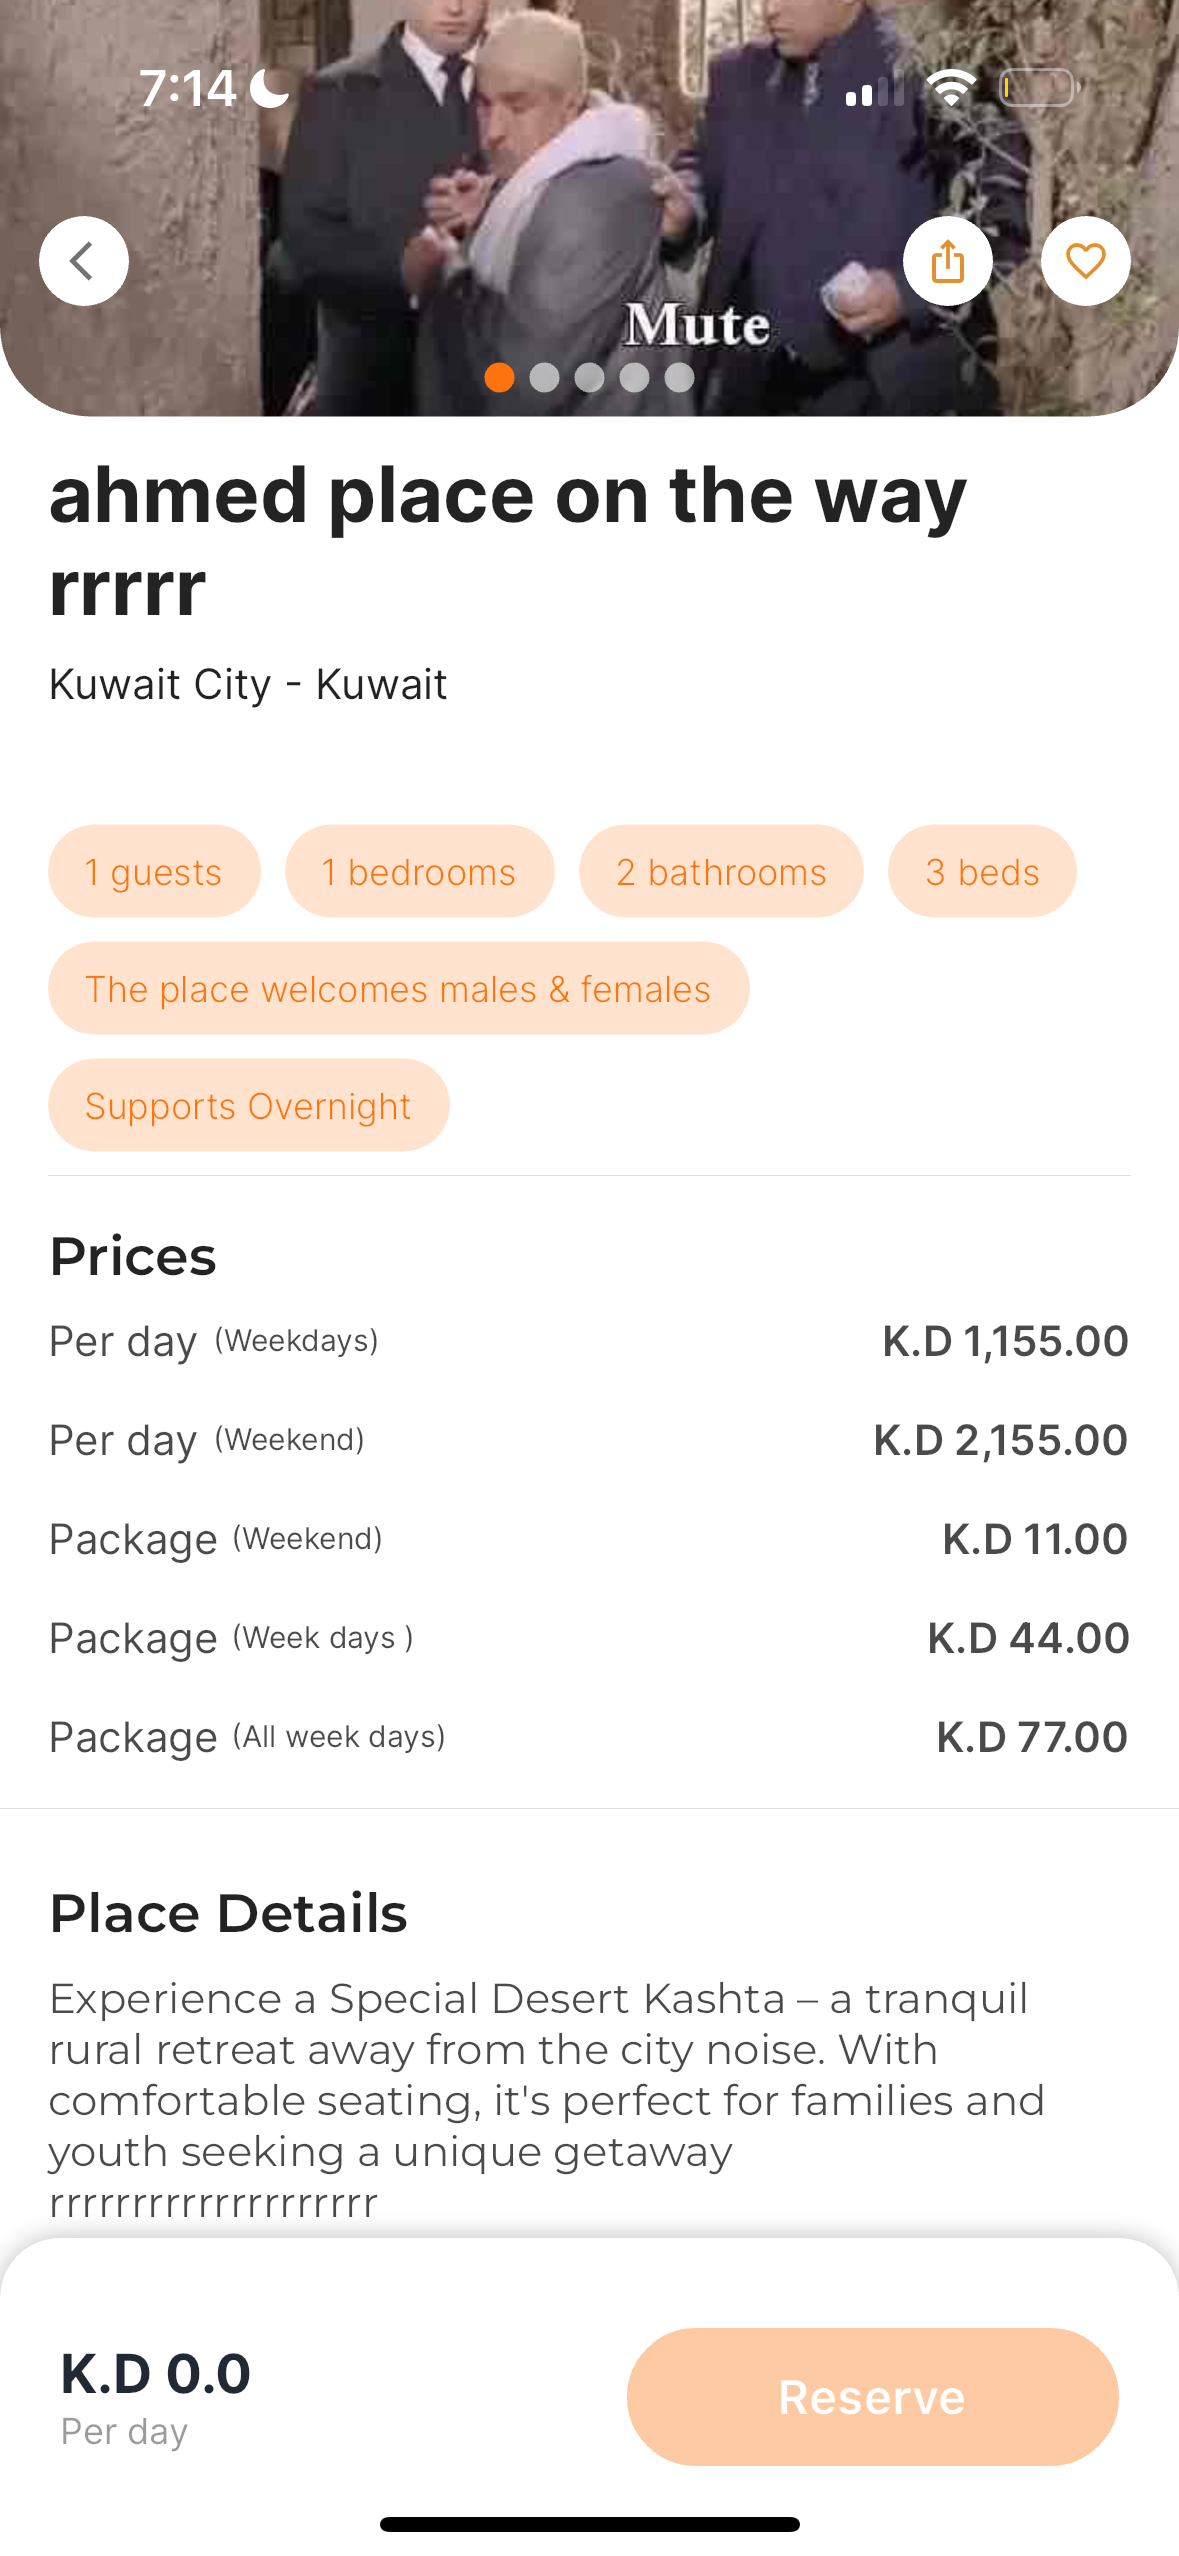 7:14
Mute
ahmed place on the way
rrrrr
Kuwait City - Kuwait
1 guests 1 bedrooms 2 bathrooms 3 beds
The place welcomes males & females
Supports Overnight
Prices
Per day (Weekdays) K.D 1,155.00
Per day (Weekend) K.D 2,155.00
Package (Weekend) K.D 11.00
Package (Week days ) K.D 44.00
Package (All week days) K.D 77.00
Place Details
Experience a Special Desert Kashta – a tranquil
rural retreat away from the city noise. With
comfortable seating, it's perfect for families and
youth seeking a unique getaway
rrrrrrrrrrrrrrrrrrrr
K.D 0.0
Per day
Reserve